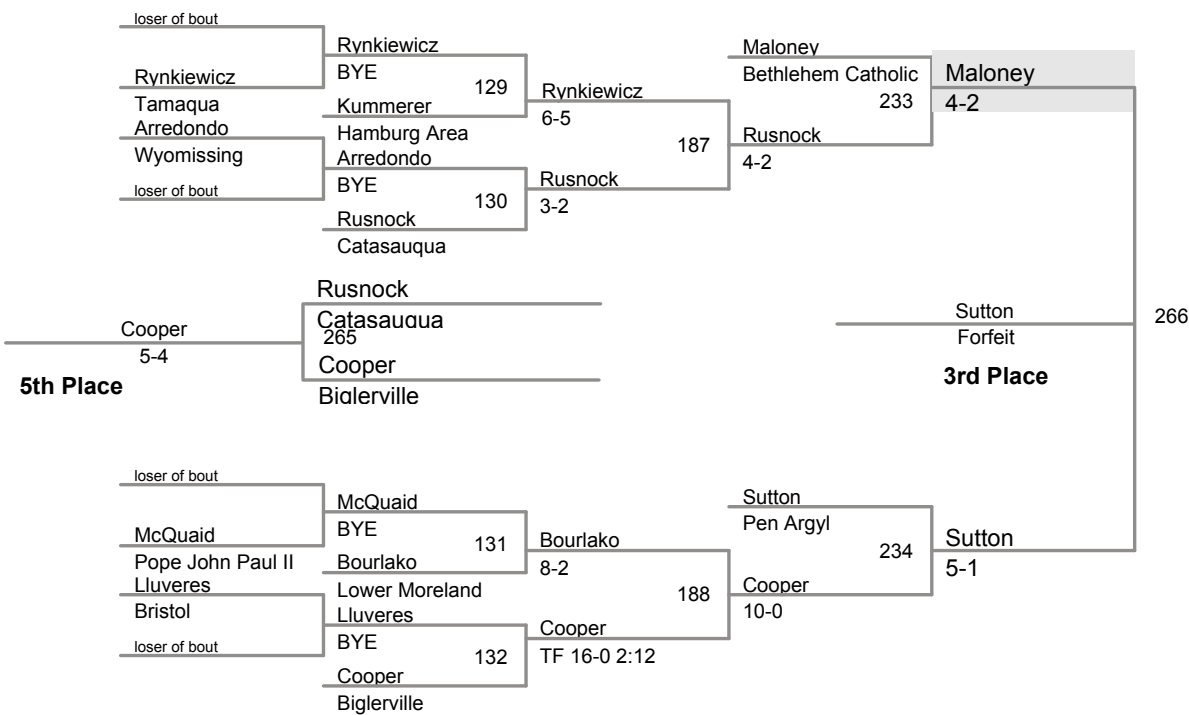 loser of bout
Rynkiewicz
Tamaqua
Arredondo
Wyomissing
loser of bout
Rynkiewicz
BYE
129
Kummerer
Hamburg Area
Arredondo
BYE
130
Rusnock
Catasauqua
Rynkiewicz
6-5
187
Rusnock
3-2
Maloney
Bethlehem Catholic
233
Rusnock
4-2
Maloney
4-2
Rusnock
Catasauqua
265
Cooper
Biglerville
Cooper
5-4
5th Place
Sutton
Forfeit
3rd Place
266
loser of bout
McQuaid
Pope John Paul II
Lluveres
Bristol
loser of bout
McQuaid
BYE
131
Bourlako
Lower Moreland
Lluveres
BYE
132
Cooper
Biglerville
Bourlako
8-2
188
Cooper
TF 16-0 2:12
Sutton
Pen Argyl
234
Cooper
10-0
Sutton
5-1